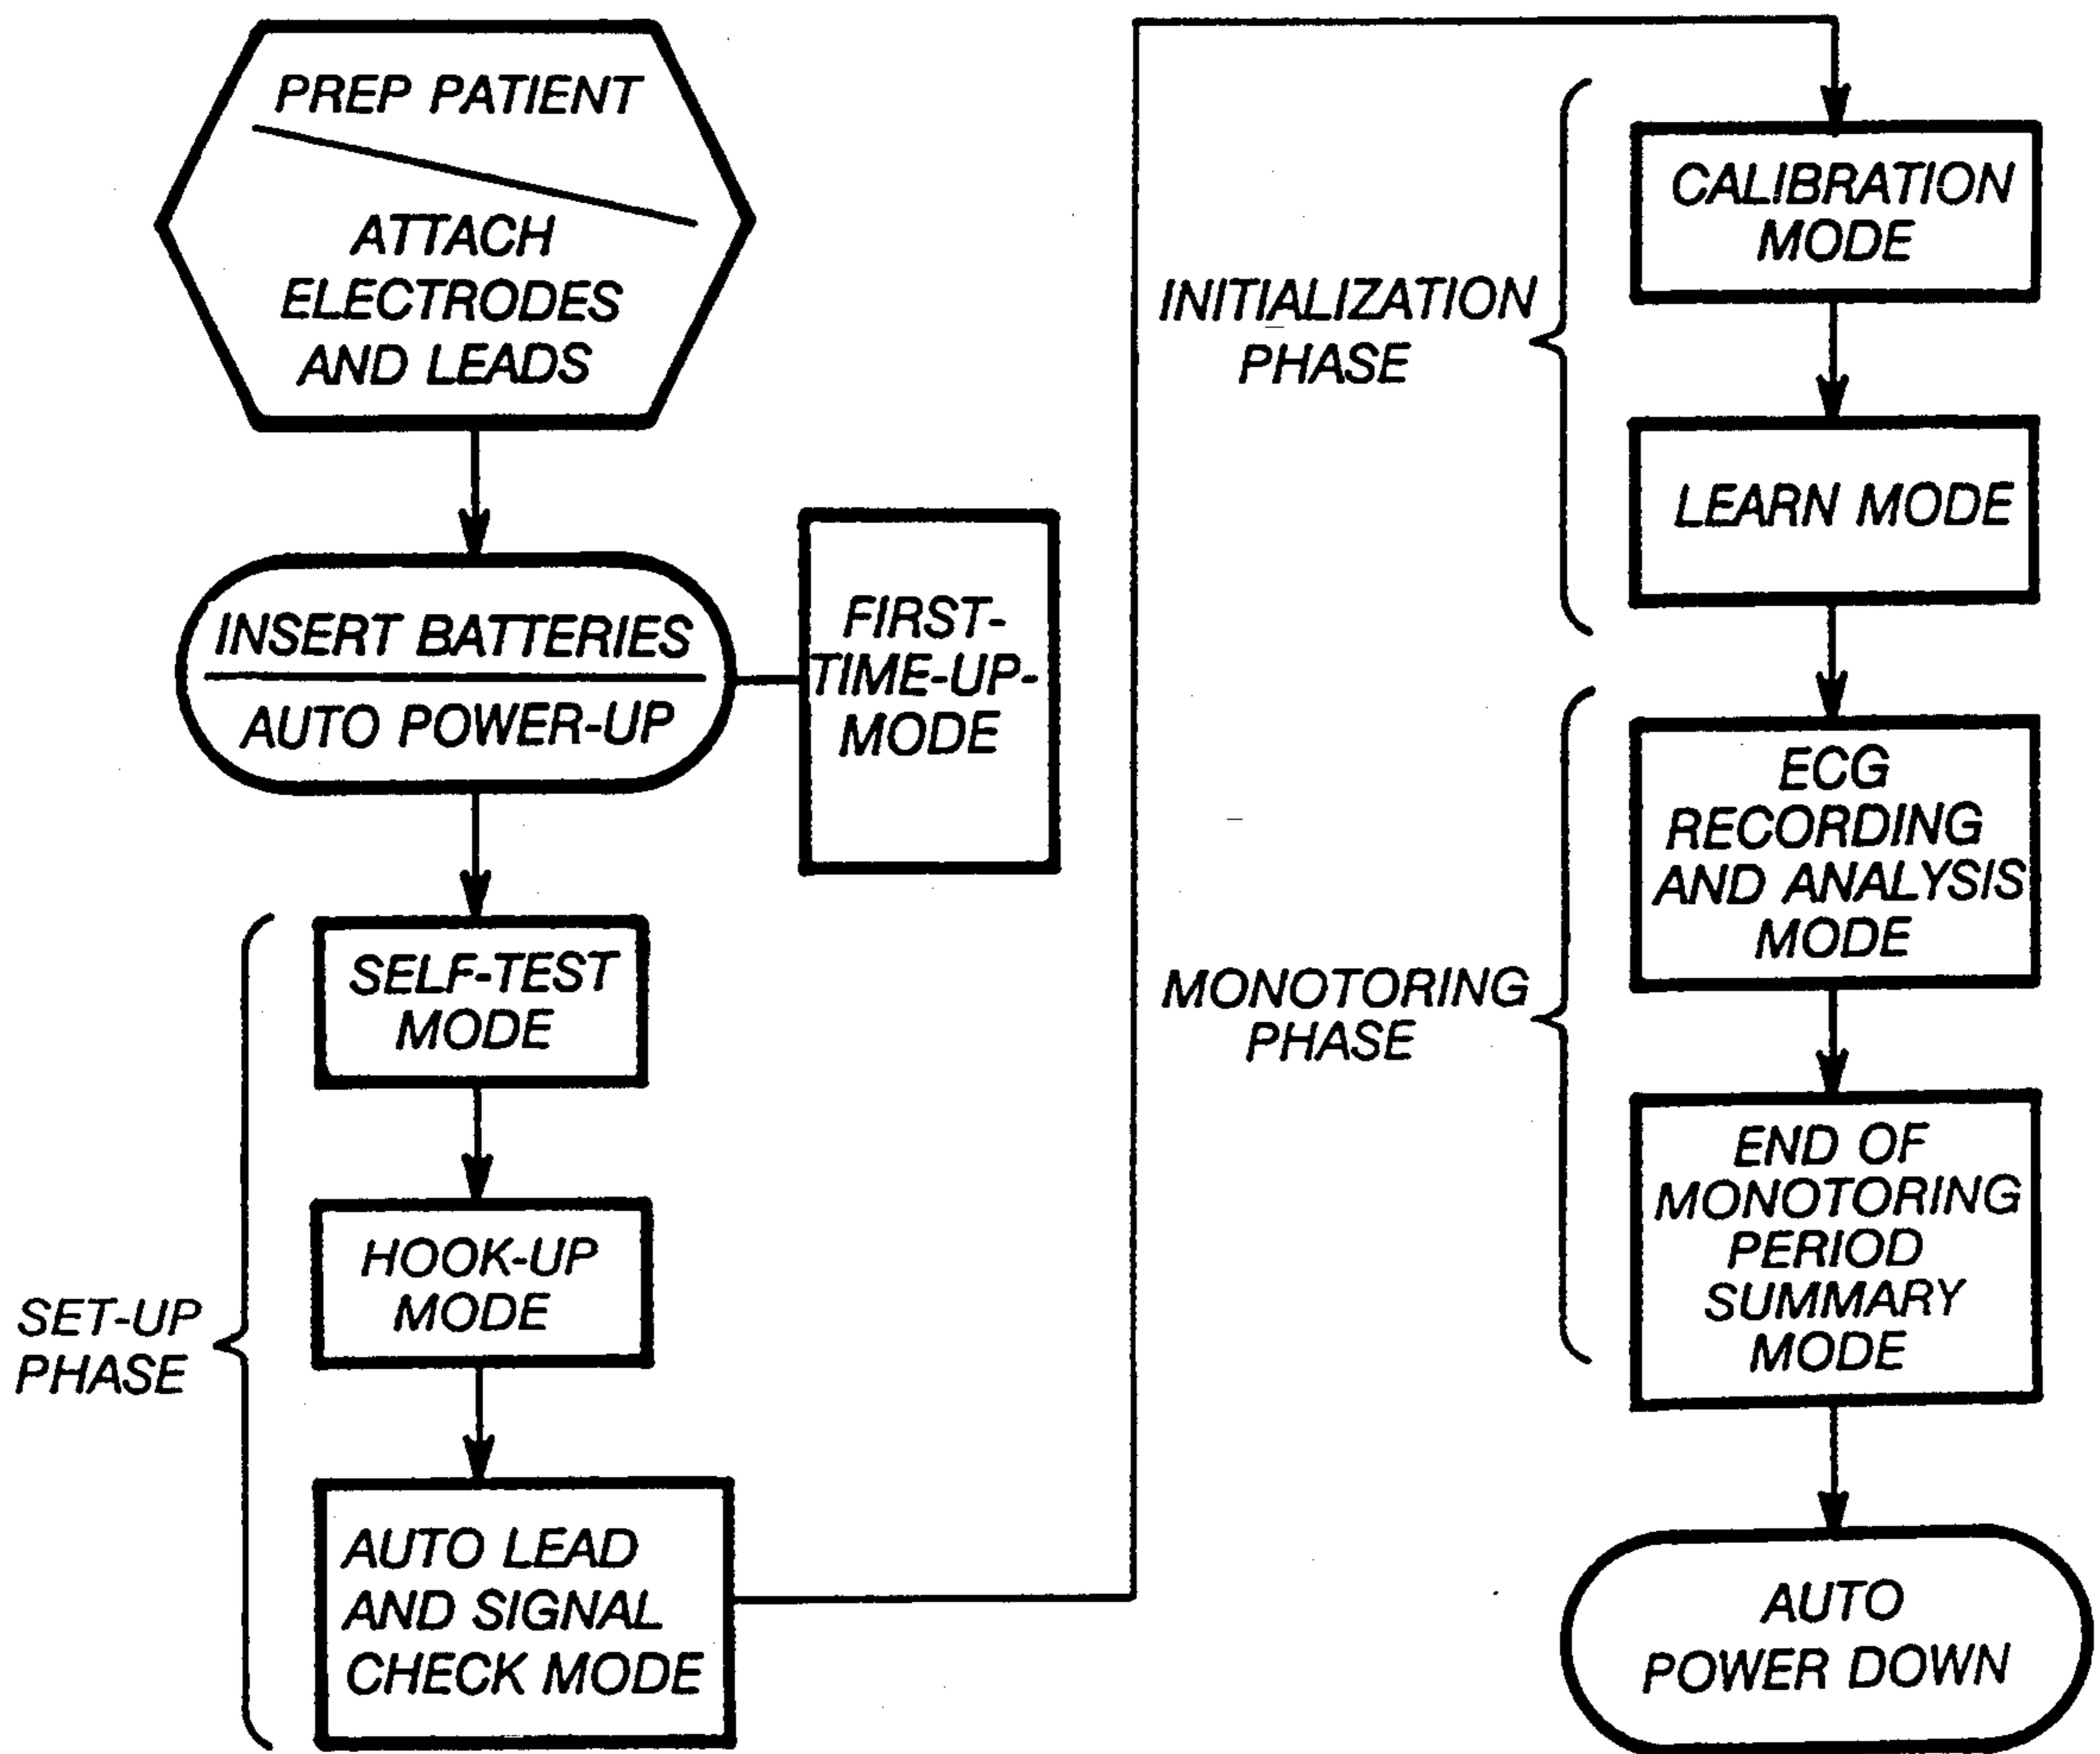 PREP PATIENT
ATTACH
ELECTRODES
AND LEADS
INSERT BATTERIES
AUTO POWER-UP
FIRST-
TIME-UP-
MODE
SET-UP
PHASE
SELF-TEST
MODE
HOOK-UP
MODE
AUTO LEAD
AND SIGNAL
CHECK MODE
INITIALIZATION
PHASE
CALIBRATION
MODE
LEARN MODE
MONOTORING
PHASE
ECG
RECORDING
AND ANALYSIS
MODE
END OF
MONOTORING
PERIOD
SUMMARY
MODE
AUTO
POWER DOWN